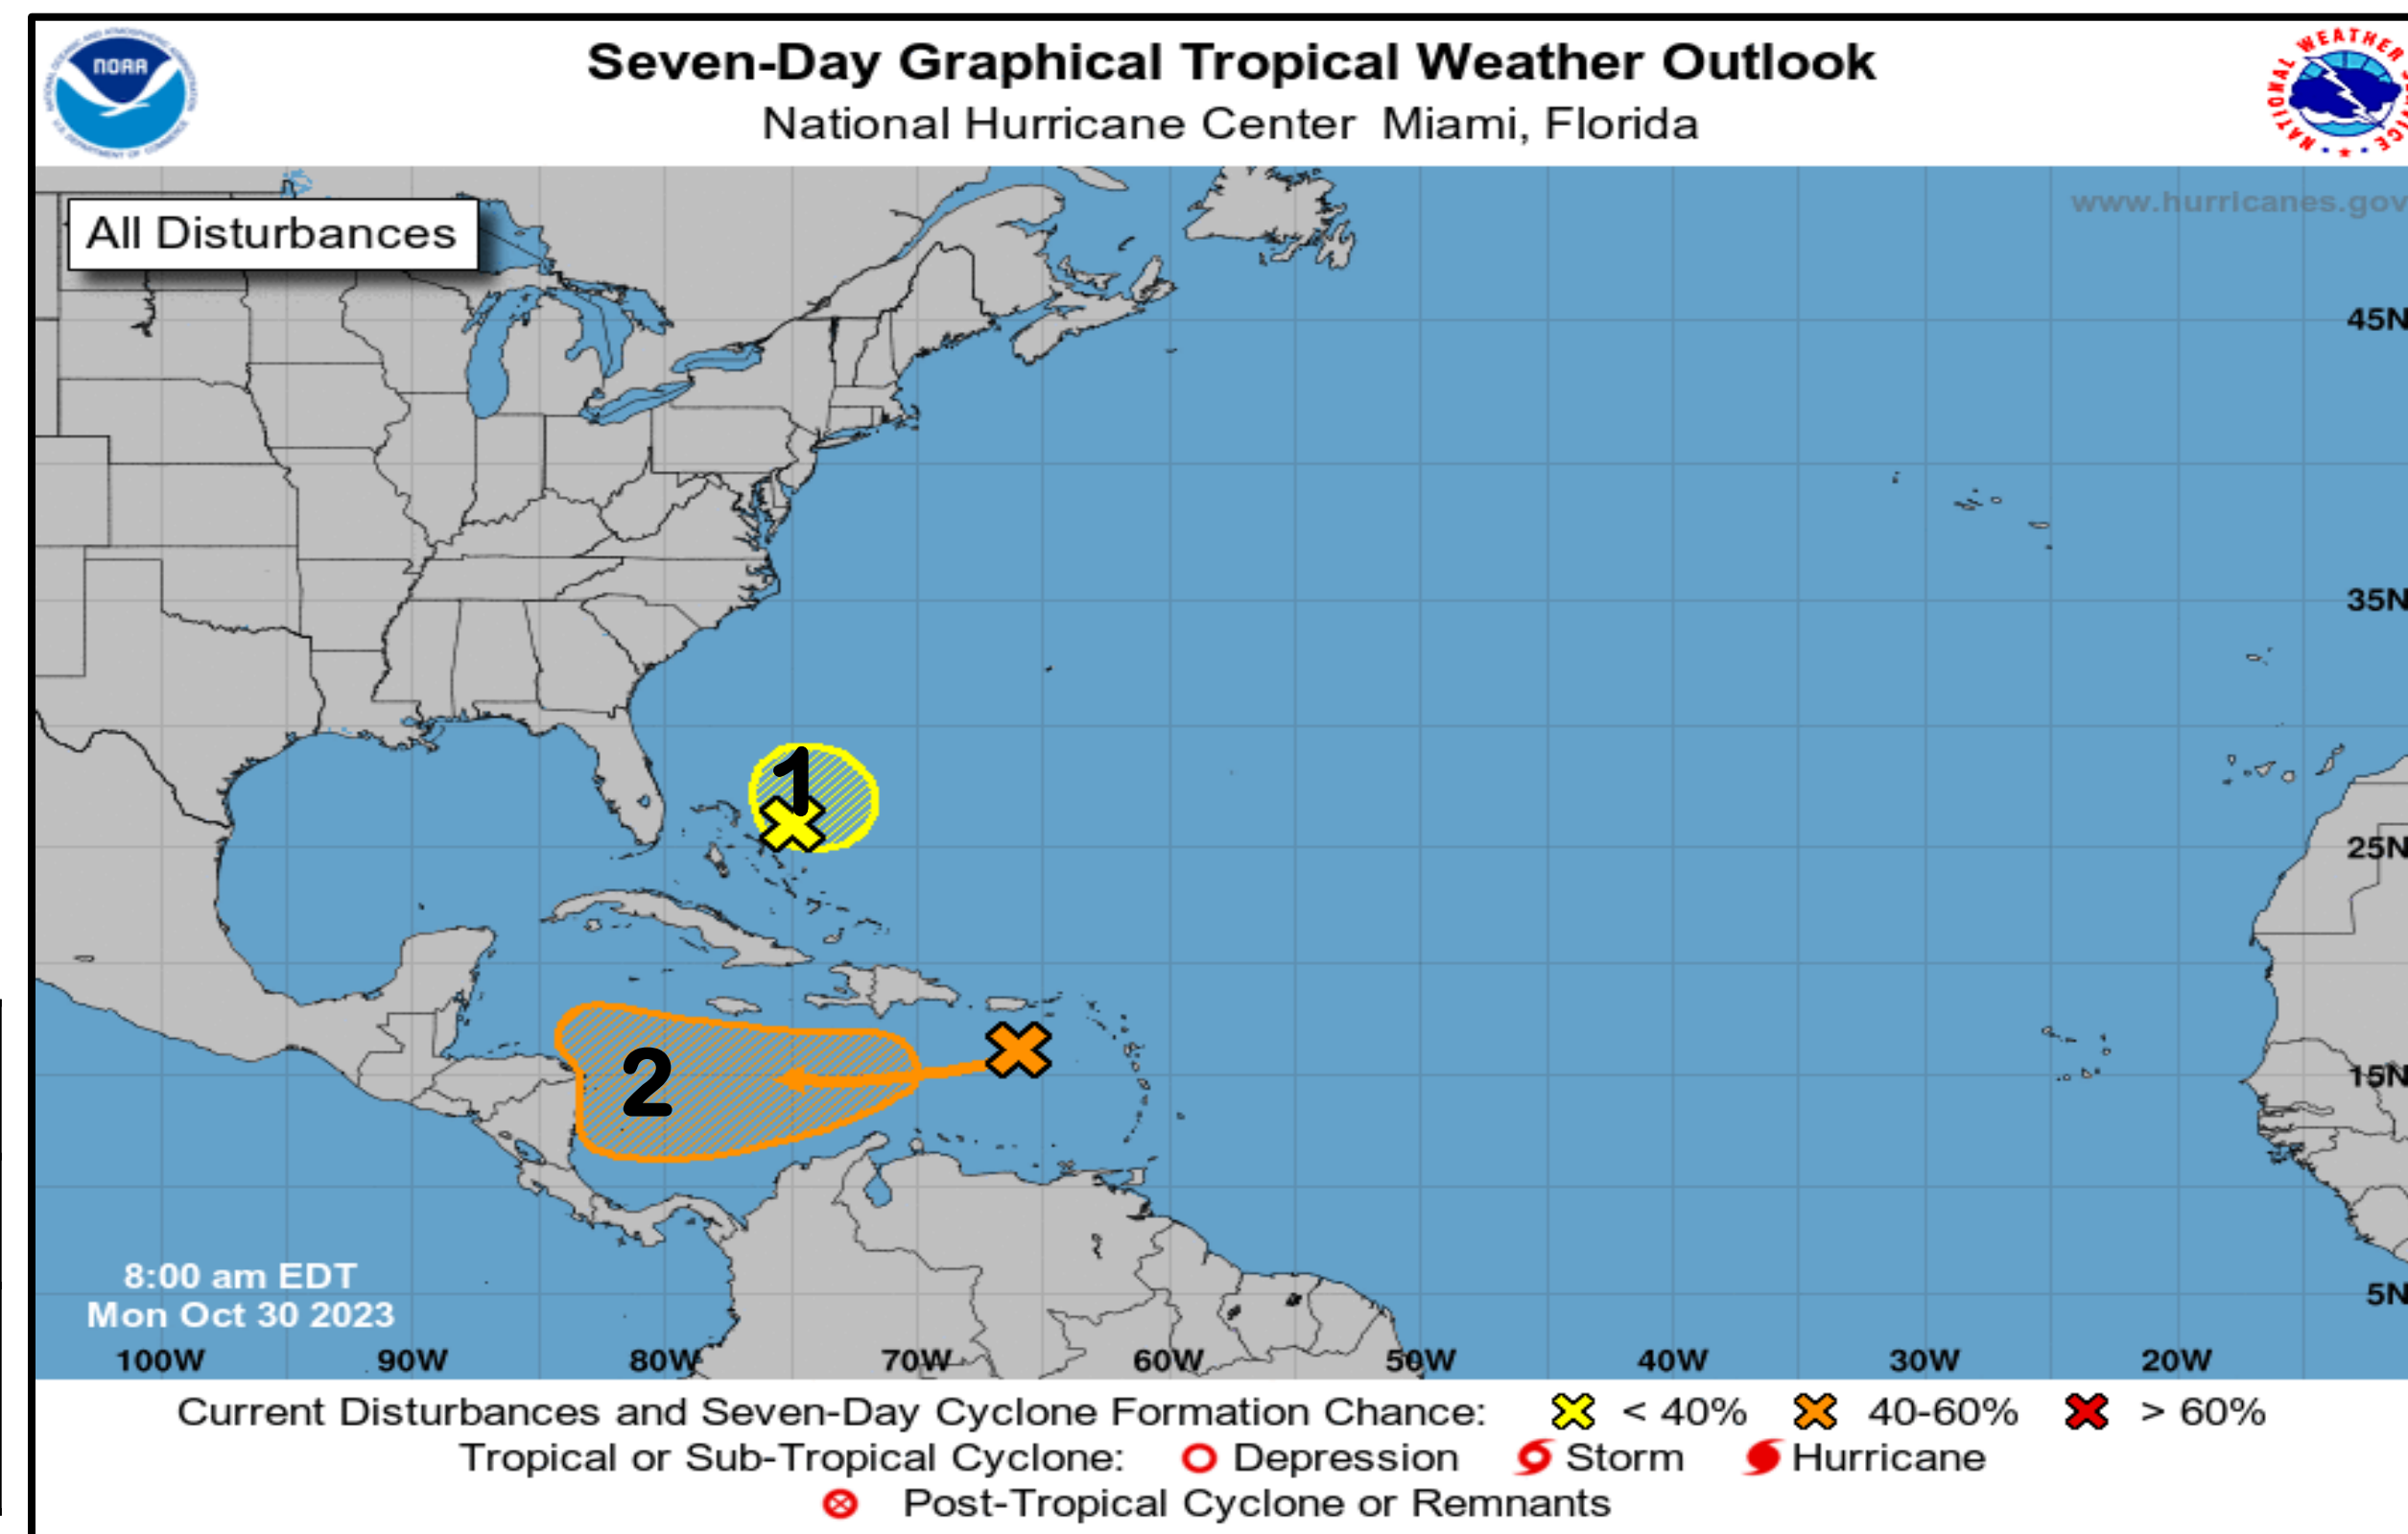 Seven-Day Graphical Tropical Weather Outlook
National Hurricane Center Miami, Florida
NOAA
NATIONAL WEATHER
All Disturbances
www.hurricanes.gov
45N
35N
1
25N
2
15N
5N
8:00 am EDT
Mon Oct 30 2023
100W 90W 80W 70W 60W 50W 40W 30W 20W
Current Disturbances and Seven-Day Cyclone Formation Chance: < 40% 40-60% > 60%
Tropical or Sub-Tropical Cyclone: Depression Storm Hurricane
Post-Tropical Cyclone or Remnants